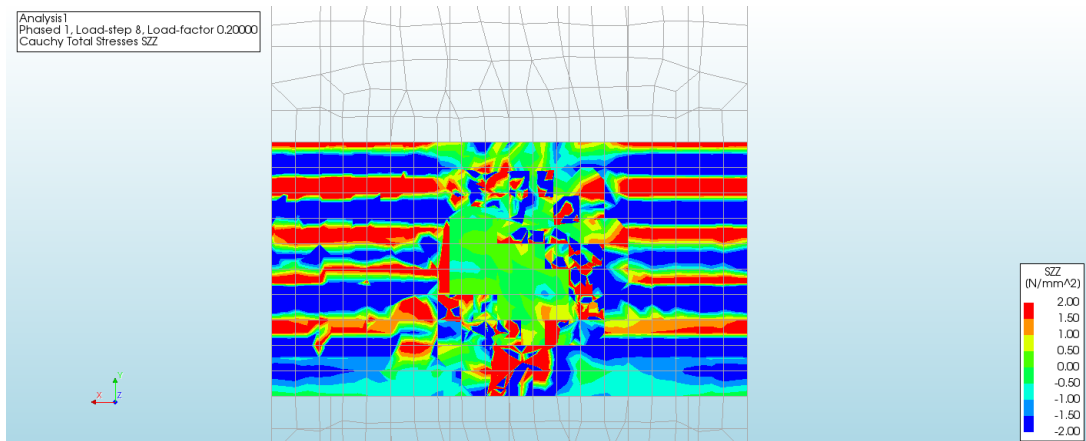 Analysis1
Phased 1, Load-step 8, Load-factor 0.20000
Cauchy Total Stresses SZZ
SZZ
(N/mm^2)
2.00
1.50
1.00
0.50
0.00
-0.50
-1.00
-1.50
-2.00
Y
X
Z